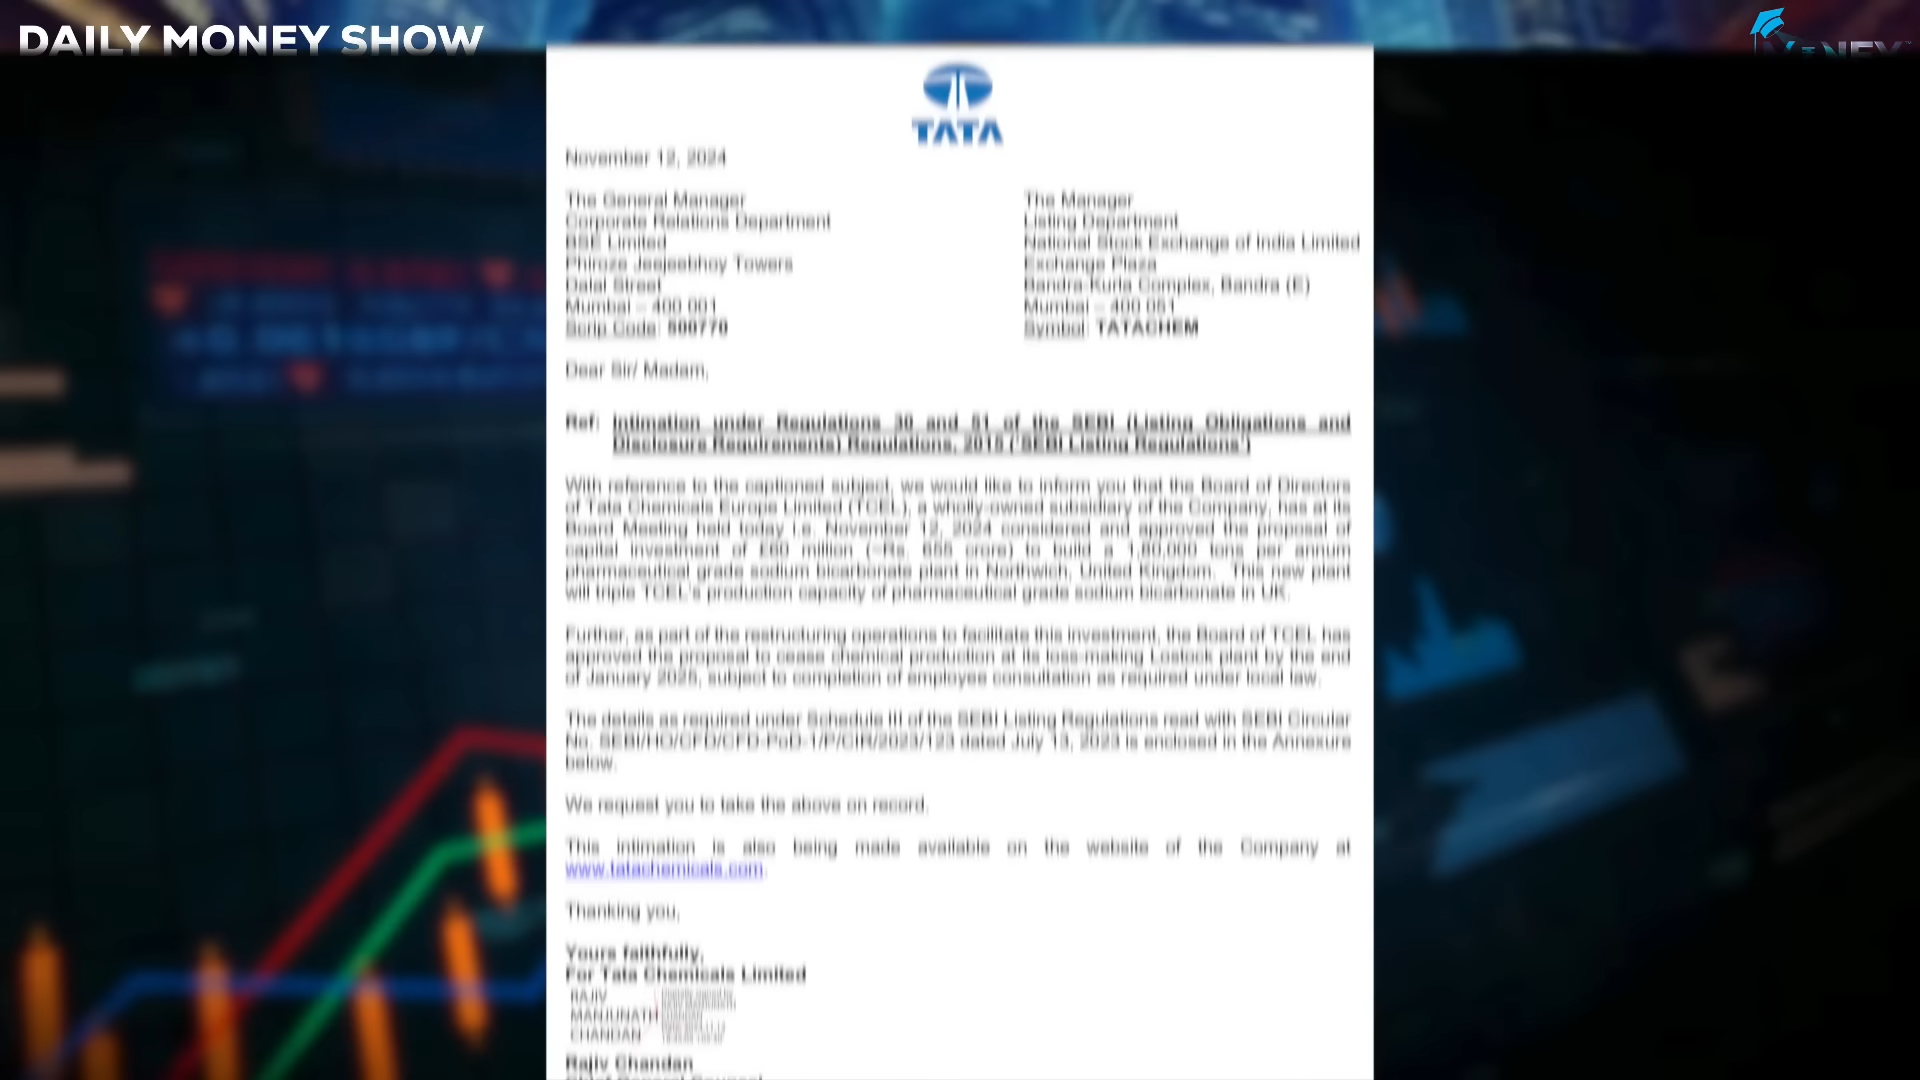 DAILY MONEY SHOW
TATA
November 12, 2024
The General Manager
Corporate Relations Department
BSE Limited
Phiroze Jeejeebhoy Towers
Dalal Street
Mumbai – 400 001
Scrip Code: 500770
The Manager
Listing Department
National Stock Exchange of India Limited
Exchange Plaza
Bandra-Kurla Complex, Bandra (E)
Mumbai – 400 051
Symbol: TATACHEM
Dear Sir/ Madam,
Ref: Intimation under Regulations 30 and 51 of the SEBI (Listing Obligations and
Disclosure Requirements) Regulations, 2015 ('SEBI Listing Regulations')
With reference to the captioned subject, we would like to inform you that the Board of Directors
of Tata Chemicals Europe Limited (TCEL), a wholly-owned subsidiary of the Company, has at its
Board Meeting held today i.e. November 12, 2024 considered and approved the proposal of
capital investment of £60 million (~Rs. 655 crore) to build a 1,80,000 tons per annum
pharmaceutical grade sodium bicarbonate plant in Northwich, United Kingdom. This new plant
will triple TCEL's production capacity of pharmaceutical grade sodium bicarbonate in UK.
Further, as part of the restructuring operations to facilitate this investment, the Board of TCEL has
approved the proposal to cease chemical production at its loss-making Lostock plant by the end
of January 2025, subject to completion of employee consultation as required under local law.
The details as required under Schedule III of the SEBI Listing Regulations read with SEBI Circular
No. SEBI/HO/CFD/CFD-PoD-1/P/CIR/2023/123 dated July 13, 2023 is enclosed in the Annexure
below.
We request you to take the above on record.
This intimation is also being made available on the website of the Company at
www.tatachemicals.com.
Thanking you,
Yours faithfully,
For Tata Chemicals Limited
RAJIV
MANJUNATH
CHANDAN
Rajiv Chandan